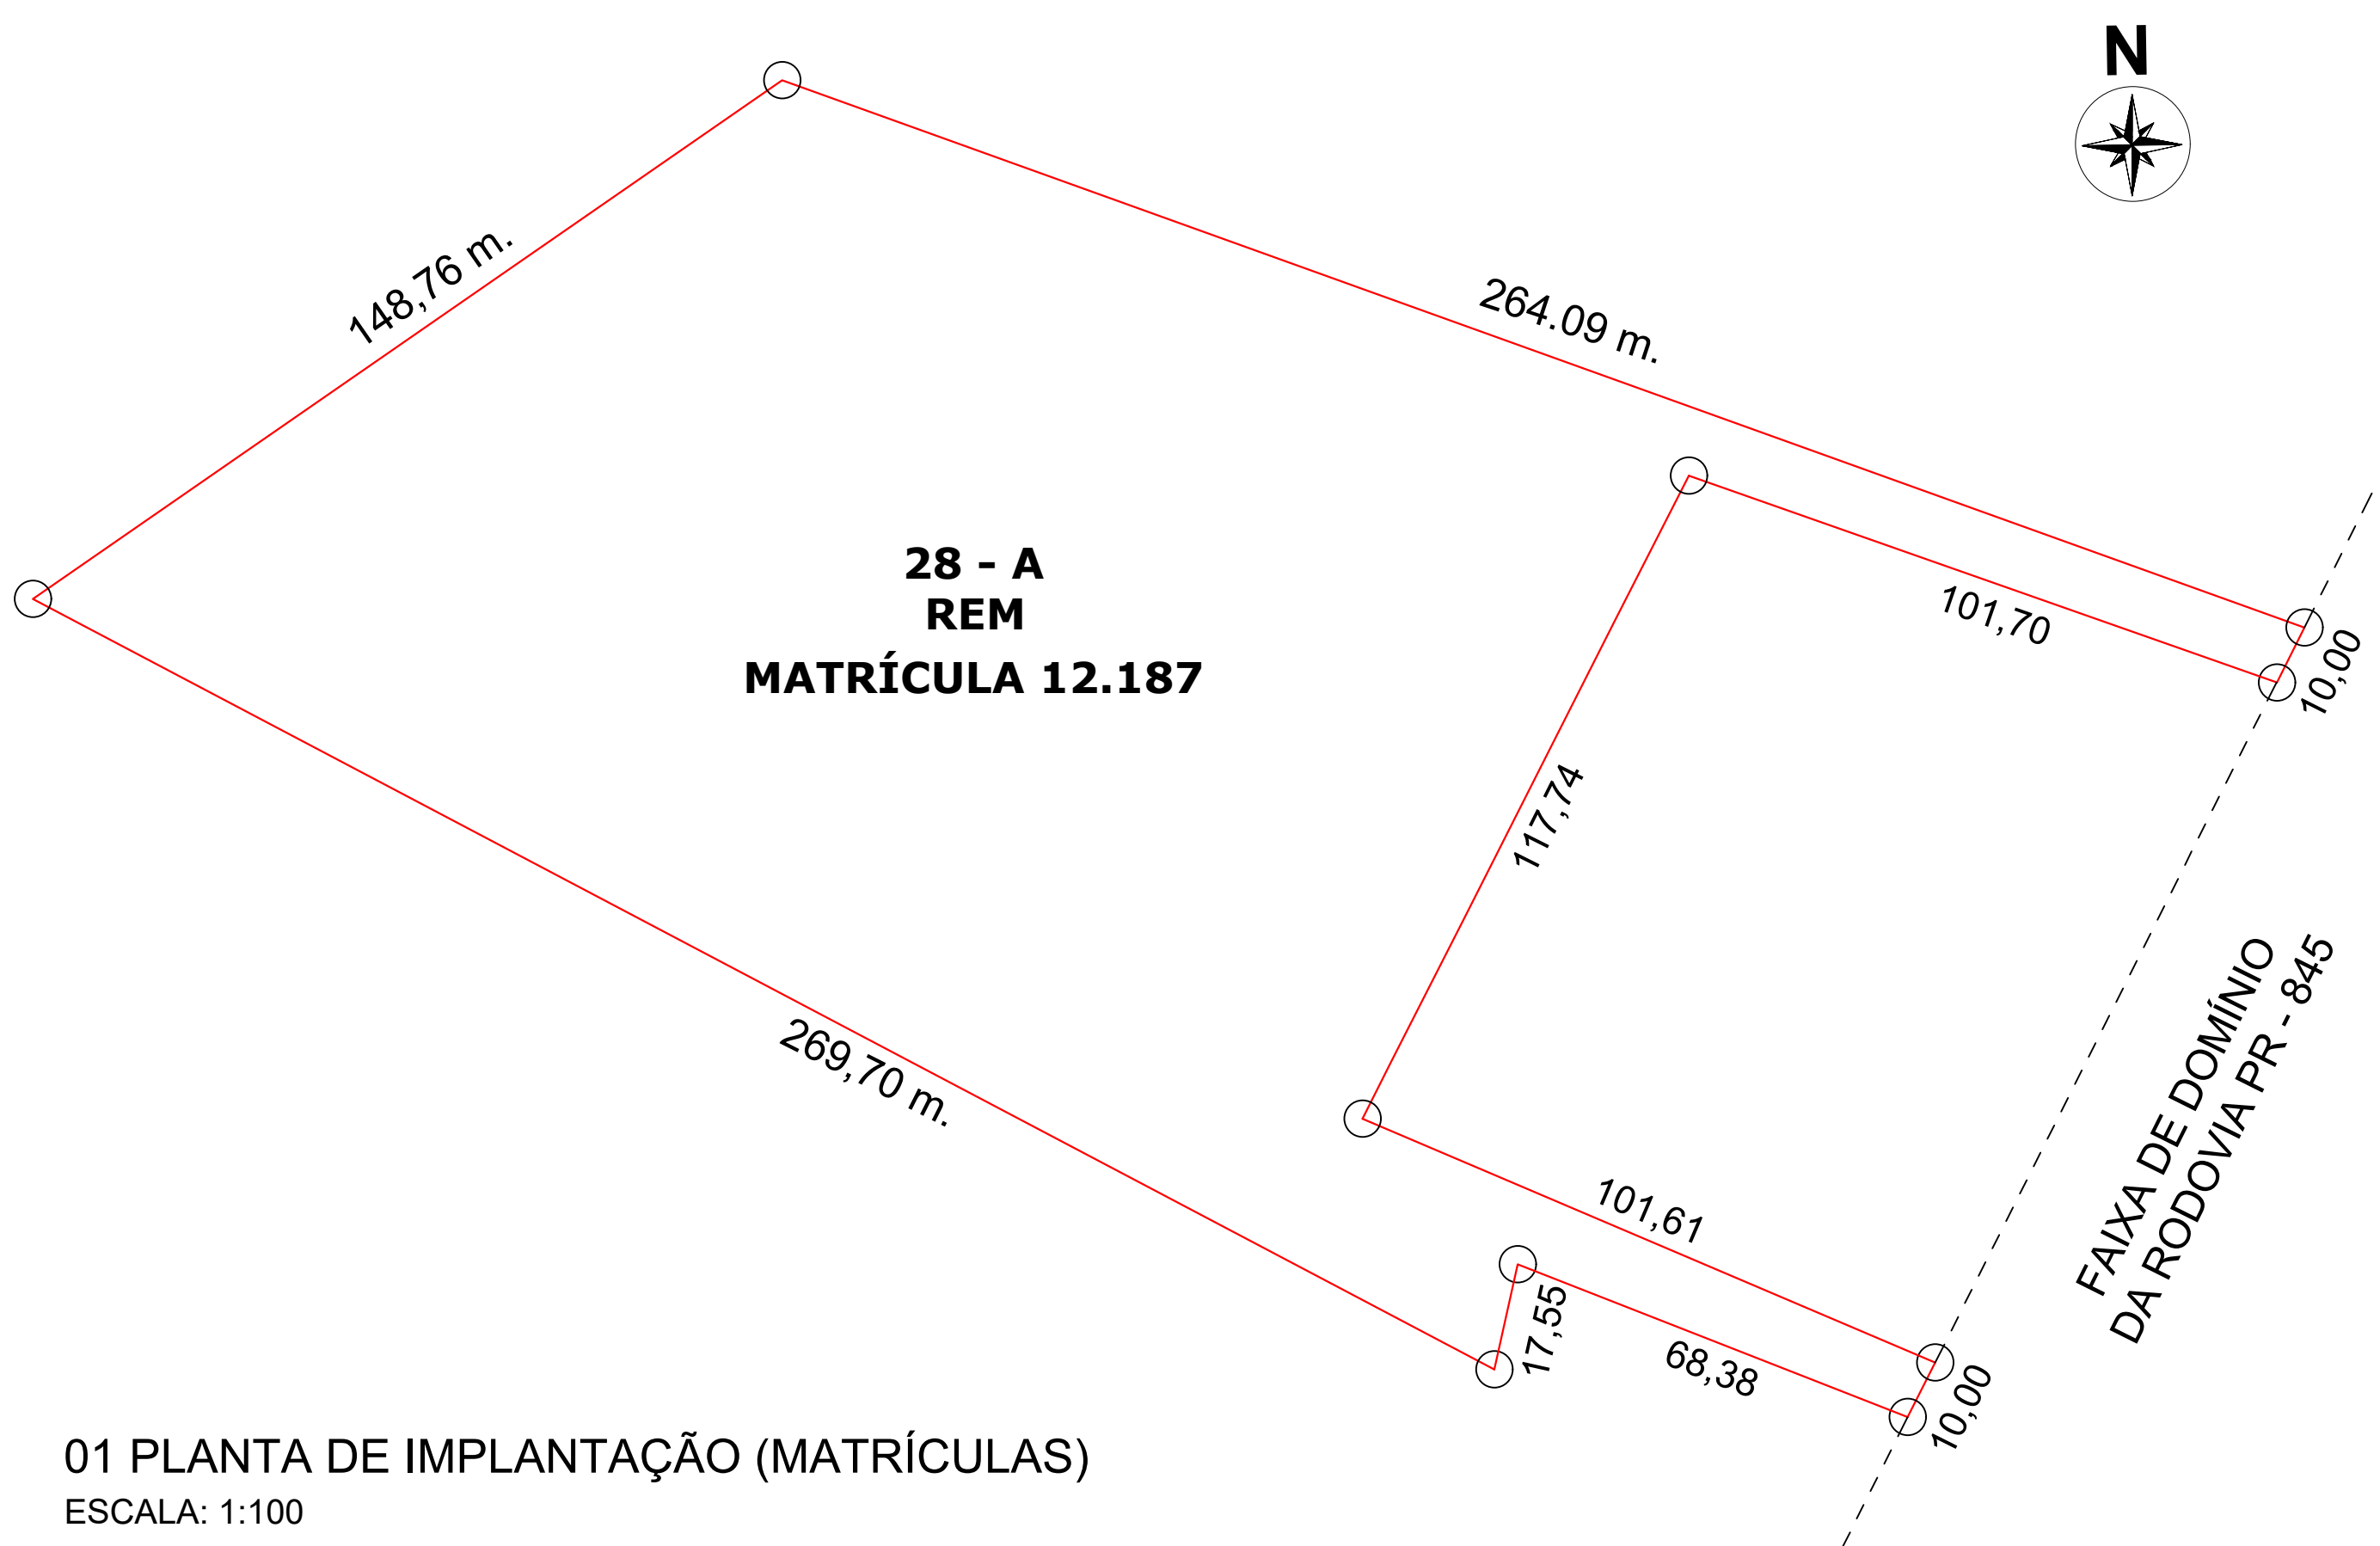 N
148,76 m.
264.09 m.
28 - A
REM
MATRÍCULA 12.187
101,70
10,00
117,74
FAIXA DE DOMÍNIO
DA RODOVIA PR - 845
269,70 m.
101,61
17,55
68,38
10,00
01 PLANTA DE IMPLANTAÇÃO (MATRÍCULAS)
ESCALA: 1:100